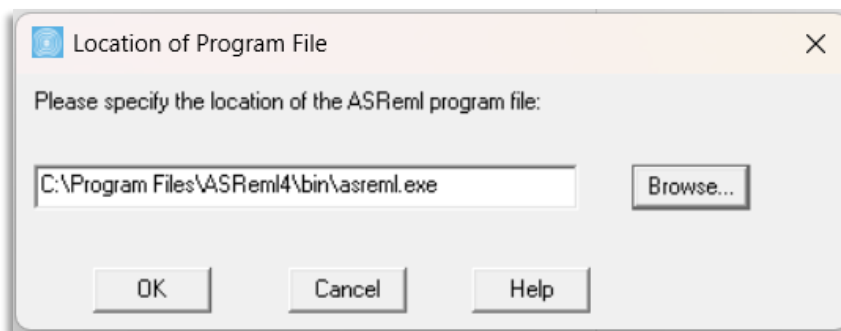 Location of Program File
Please specify the location of the ASReml program file:
C:\Program Files\ASReml4\bin\asreml.exe
Browse...
OK
Cancel
Help